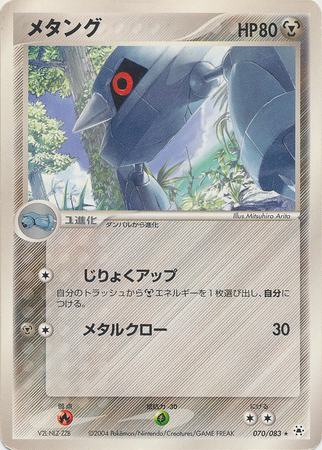 メタング
HP80
Illus.Mitsuhiro Arita
1進化
ダンバルから進化
じりょくアップ
自分のトラッシュからエネルギーを1枚選び出し、自分に
つける。
メタルクロー 30
弱点
抵抗力 -30
にげる
©2004 Pokémon/Nintendo/Creatures/GAME FREAK
070/083 ★